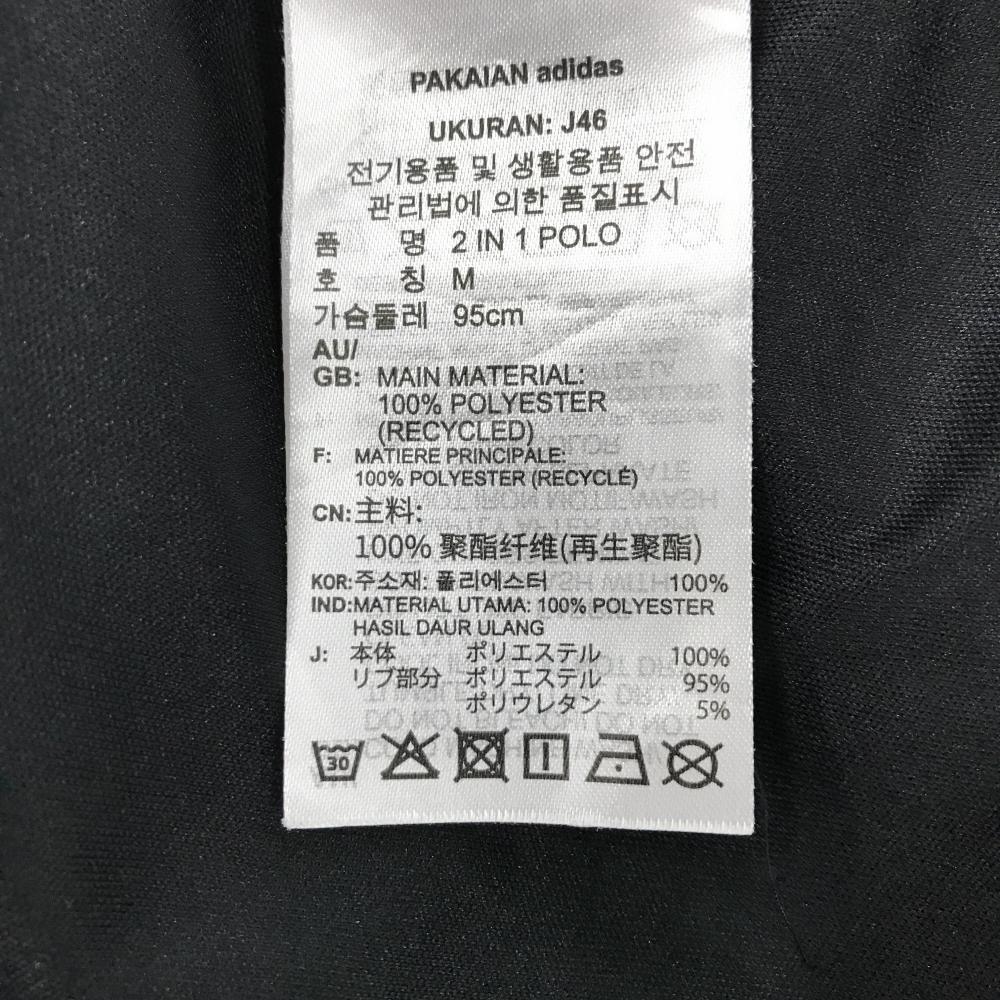 PAKAIAN adidas
UKURAN: J46
전기용품 및 생활용품 안전
관리법에 의한 품질표시
품 명 2 IN 1 POLO
호 칭 M
가슴둘레 95cm
AU/
GB: MAIN MATERIAL:
100% POLYESTER
(RECYCLED)
F: MATIERE PRINCIPALE:
100% POLYESTER (RECYCLÉ)
CN: 主料:
100% 聚酯纤维(再生聚酯)
KOR: 주소재: 폴리에스터 100%
IND: MATERIAL UTAMA: 100% POLYESTER
HASIL DAUR ULANG
J: 本体 ポリエステル 100%
リブ部分 ポリエステル 95%
ポリウレタン 5%
30